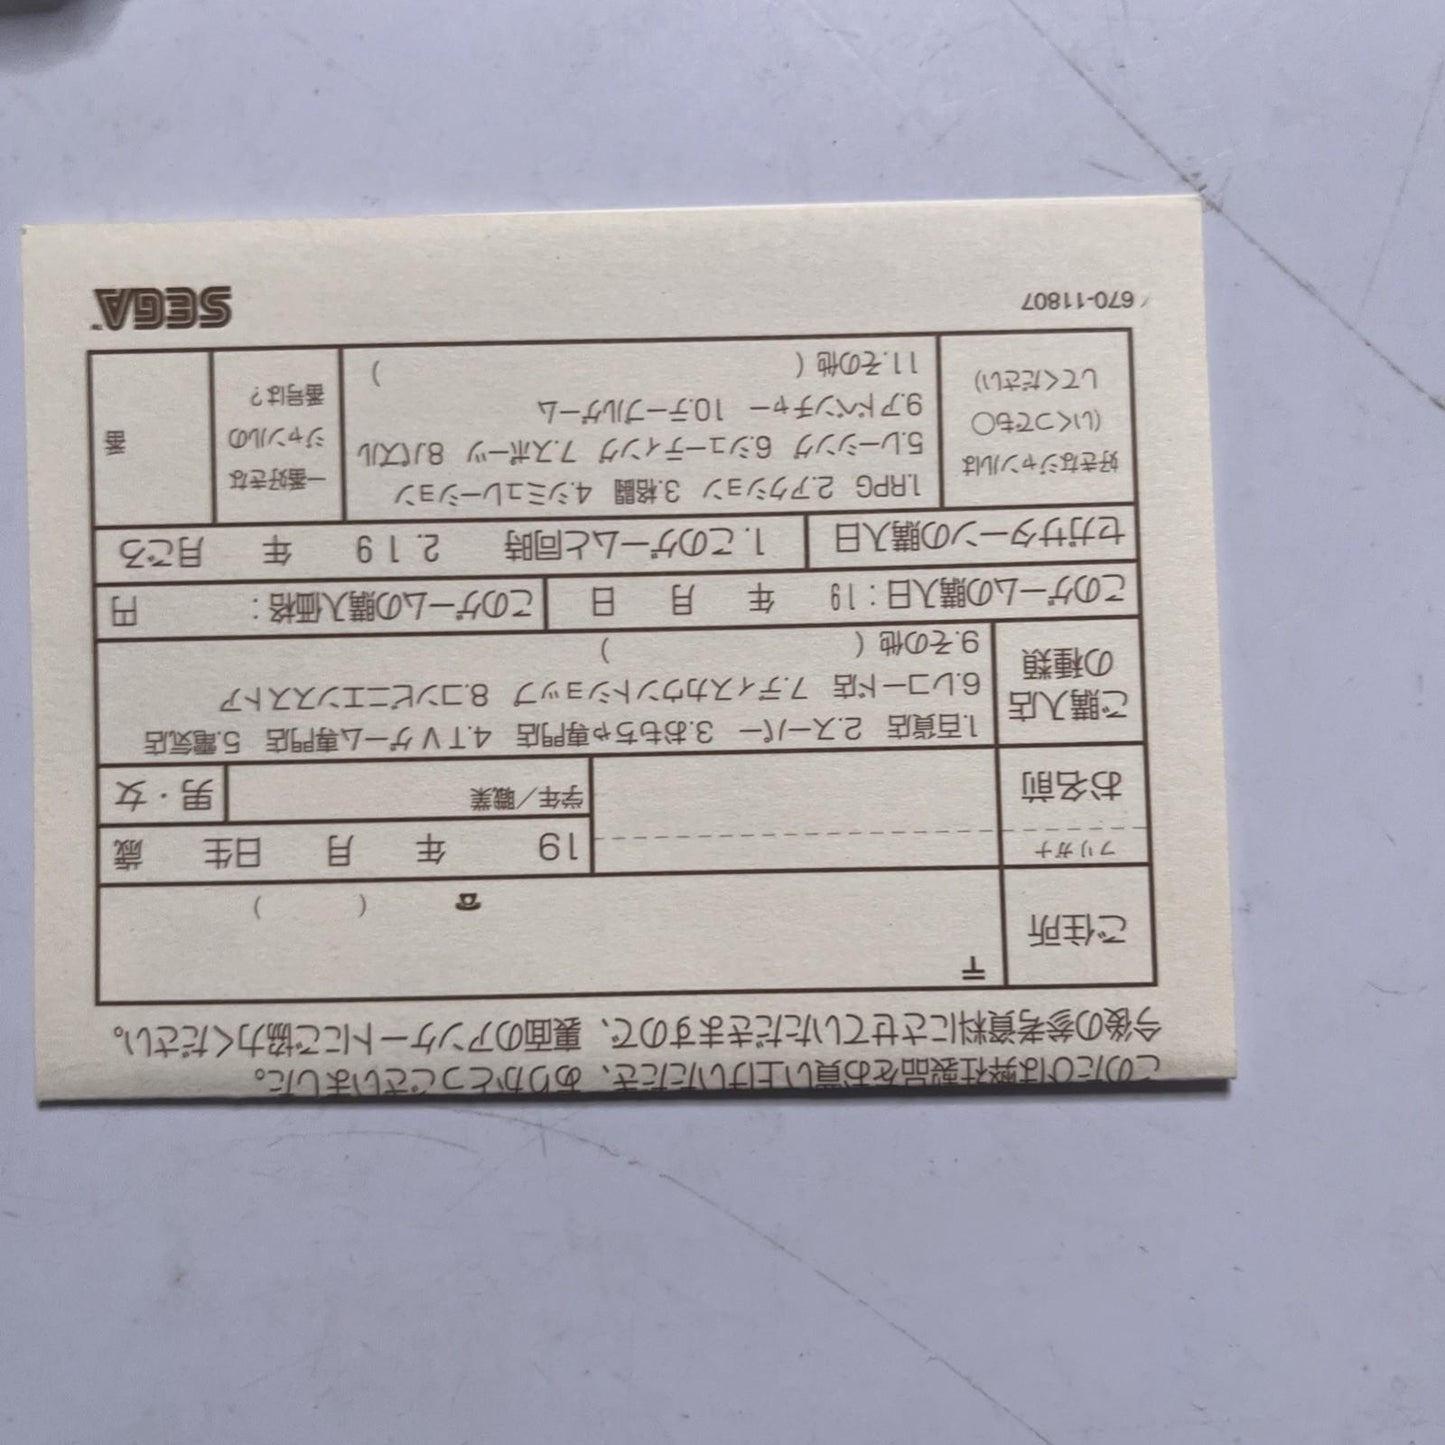 このたびは弊社製品をお買い上げいただき、ありがとうございました。
今後の参考資料にさせていただきますので、裏面のアンケートにご協力ください。
ご住所
〒
☎ ( )
フリガナ
お名前
19 年 月 日生 歳
学年／職業
男・女
ご購入店
の種類
1.百貨店 2.スーパー 3.おもちゃ専門店 4.TVゲーム専門店 5.電気店
6.レコード店 7.ディスカウントショップ 8.コンビニエンスストア
9.その他 ( )
このゲームの購入日：19 年 月 日
このゲームの購入価格： 円
セガサターンの購入日
1.このゲームと同時 2.19 年 月ごろ
好きなジャンルは
(いくつでも○
してください)
1.RPG 2.アクション 3.格闘 4.シミュレーション
5.レーシング 6.シューティング 7.スポーツ 8.パズル
9.アドベンチャー 10.テーブルゲーム
11.その他 ( )
一番好きな
ジャンルの
番号は？
番
670-11807
SEGA™